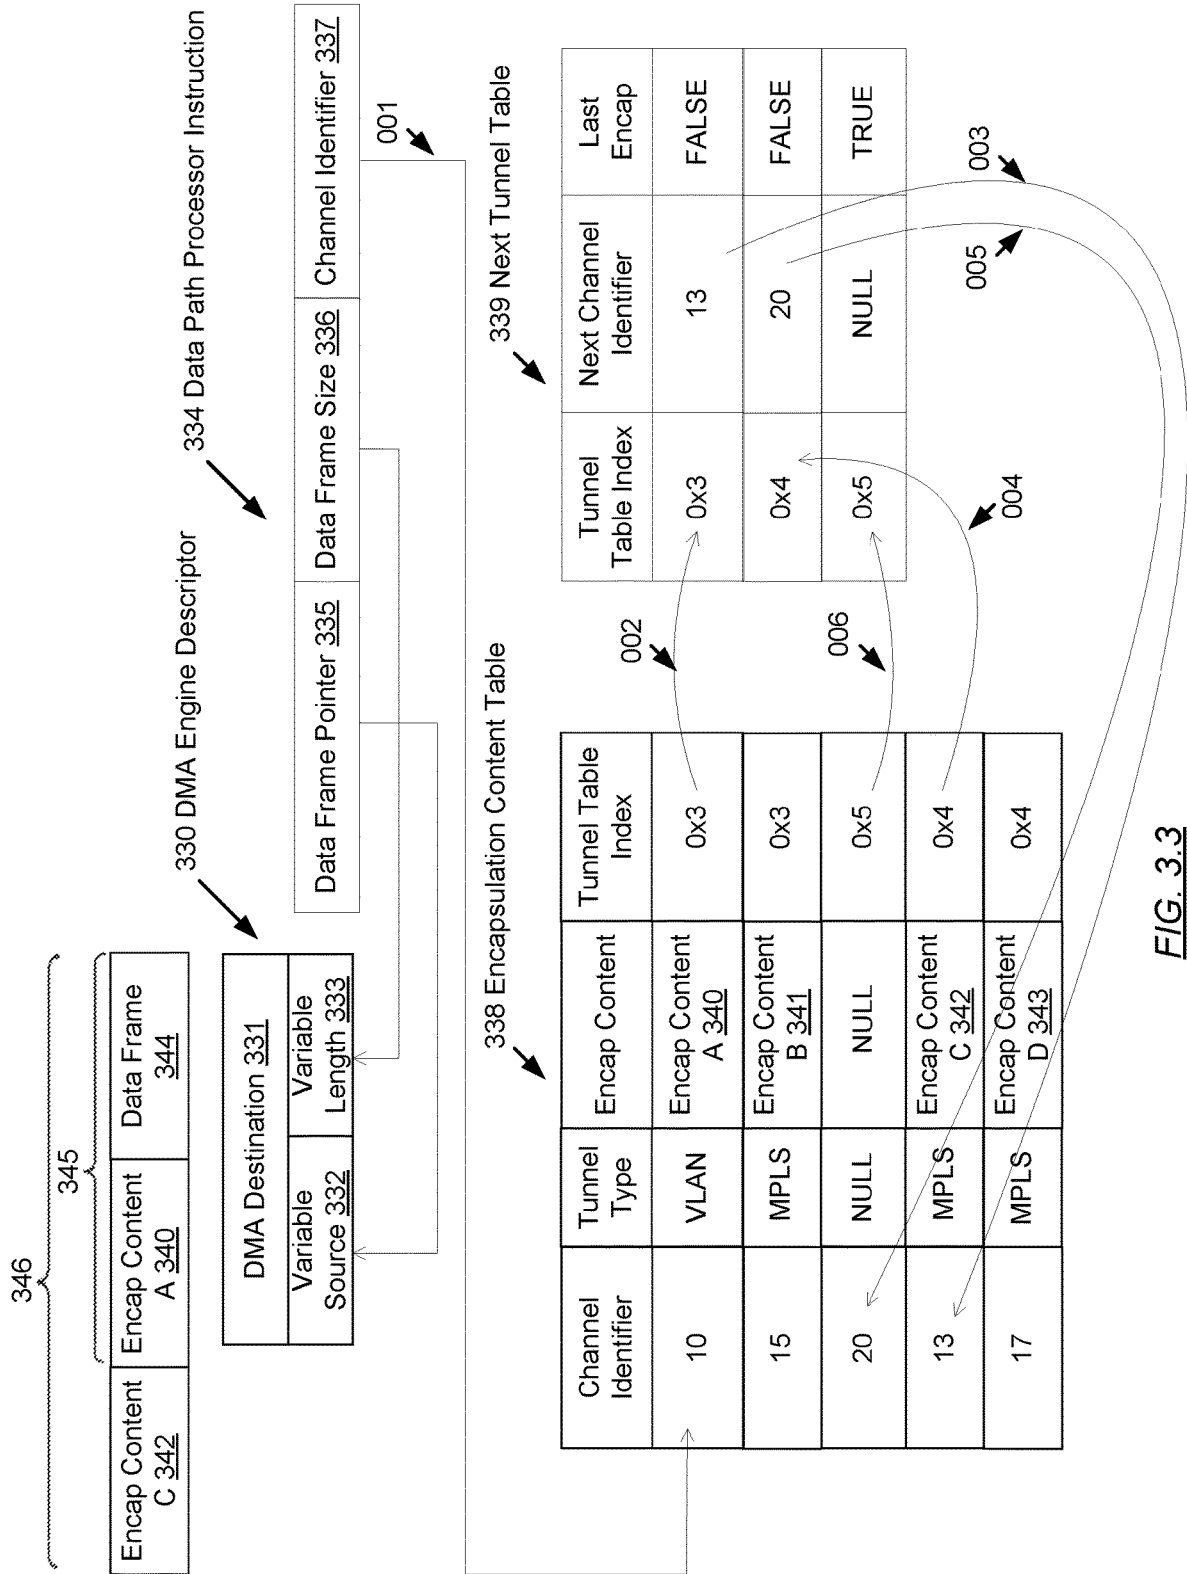 346
345
Encap Content
C 342
Encap Content
A 340
Data Frame
344
330 DMA Engine Descriptor
DMA Destination 331
Variable
Source 332
Variable
Length 333
334 Data Path Processor Instruction
Data Frame Pointer 335
Data Frame Size 336
Channel Identifier 337
001
338 Encapsulation Content Table
Channel
Identifier
Tunnel
Type
Encap Content
Tunnel Table
Index
10
VLAN
Encap Content
A 340
0x3
15
MPLS
Encap Content
B 341
0x3
20
NULL
NULL
0x5
13
MPLS
Encap Content
C 342
0x4
17
MPLS
Encap Content
D 343
0x4
002
006
004
339 Next Tunnel Table
Tunnel
Table Index
Next Channel
Identifier
Last
Encap
0x3
13
FALSE
0x4
20
FALSE
0x5
NULL
TRUE
005
003
FIG. 3.3